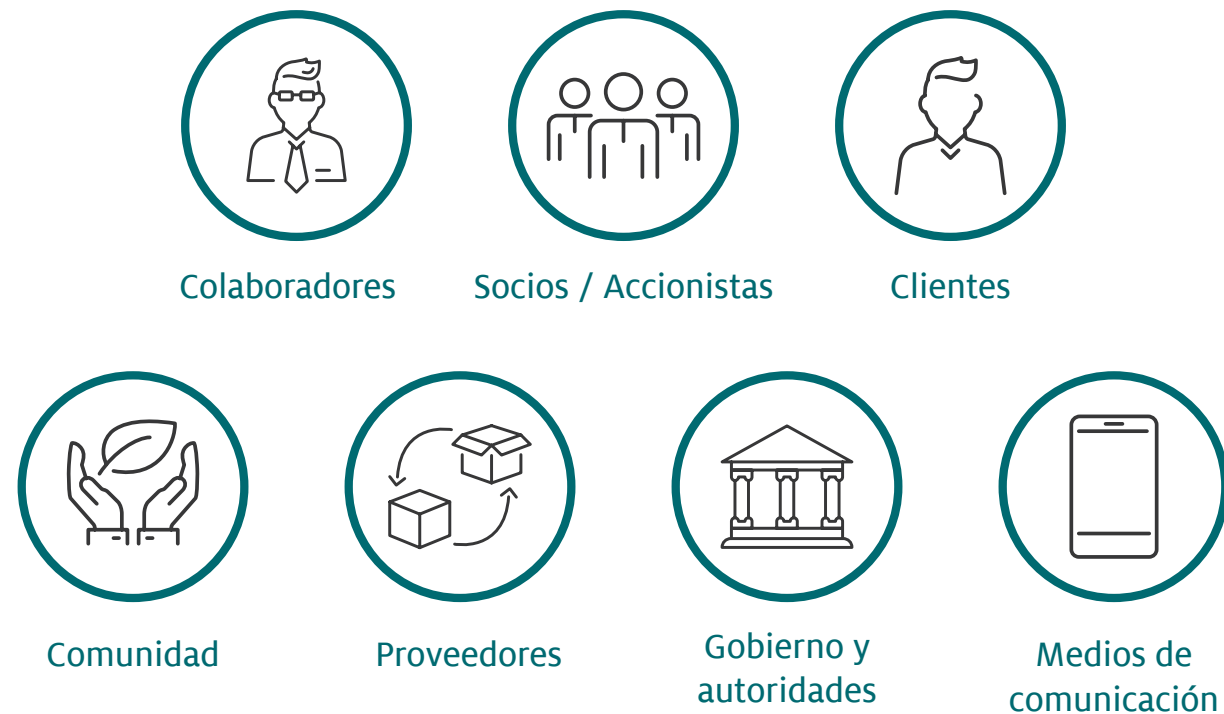 Colaboradores
Socios / Accionistas
Clientes
Comunidad
Proveedores
Gobierno y
autoridades
Medios de
comunicación